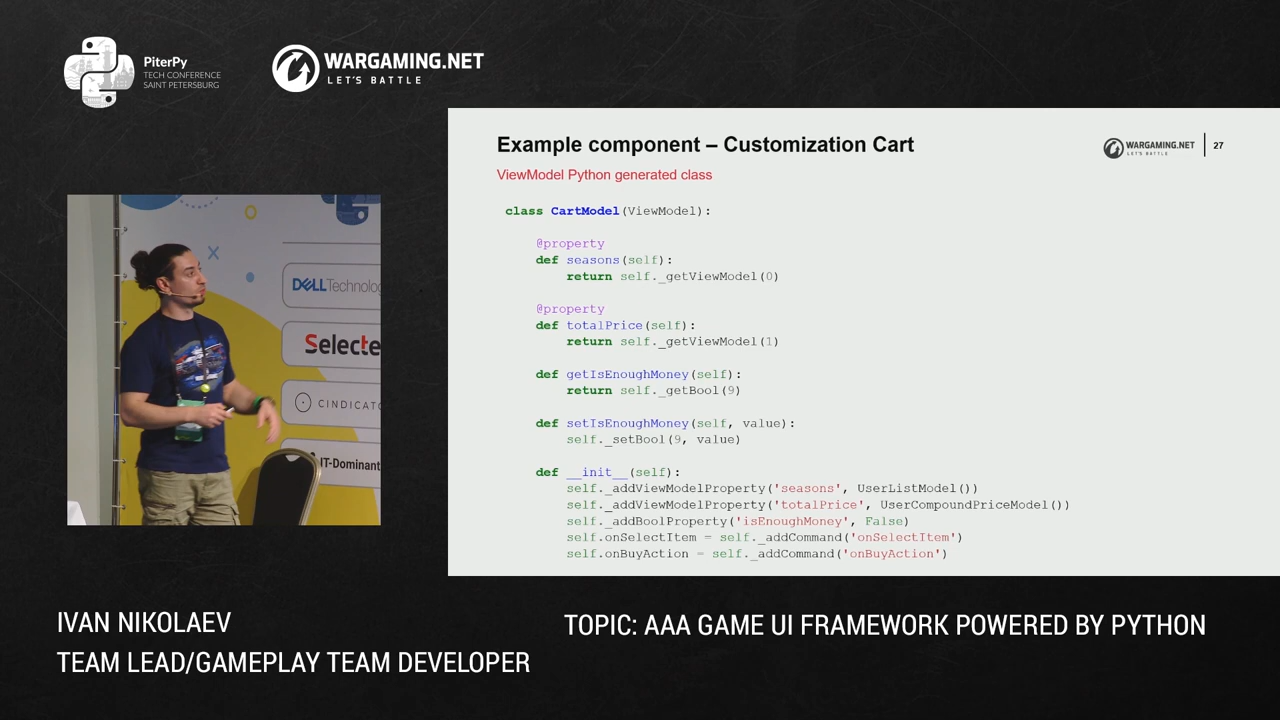 PiterPy
TECH CONFERENCE
SAINT PETERSBURG
WARGAMING.NET
LET'S BATTLE
Example component – Customization Cart
WARGAMING.NET
LET'S BATTLE
27
ViewModel Python generated class
class CartModel(ViewModel):
@property
def seasons(self):
return self._getViewModel(0)
@property
def totalPrice(self):
return self._getViewModel(1)
def getIsEnoughMoney(self):
return self._getBool(9)
def setIsEnoughMoney(self, value):
self._setBool(9, value)
def __init__(self):
self._addViewModelProperty('seasons', UserListModel())
self._addViewModelProperty('totalPrice', UserCompoundPriceModel())
self._addBoolProperty('isEnoughMoney', False)
self.onSelectItem = self._addCommand('onSelectItem')
self.onBuyAction = self._addCommand('onBuyAction')
DELLTechnolo
Selecte
CINDICAT
IT-Dominant
IVAN NIKOLAEV
TEAM LEAD/GAMEPLAY TEAM DEVELOPER
TOPIC: AAA GAME UI FRAMEWORK POWERED BY PYTHON